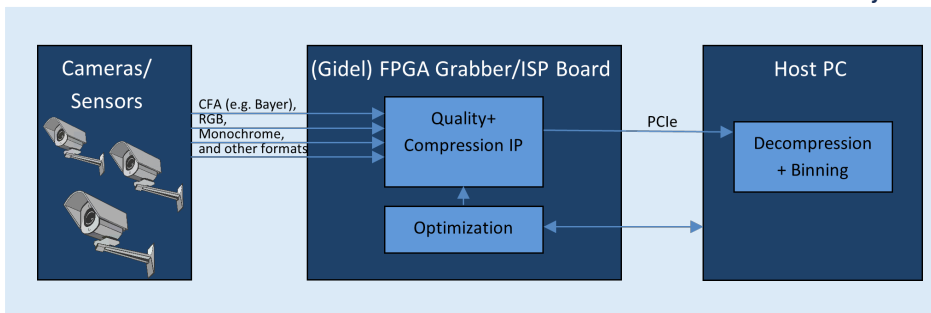 Cameras/
Sensors
CFA (e.g. Bayer),
RGB,
Monochrome,
and other formats
(Gidel) FPGA Grabber/ISP Board
Quality+
Compression IP
Optimization
PCIe
Host PC
Decompression
+ Binning